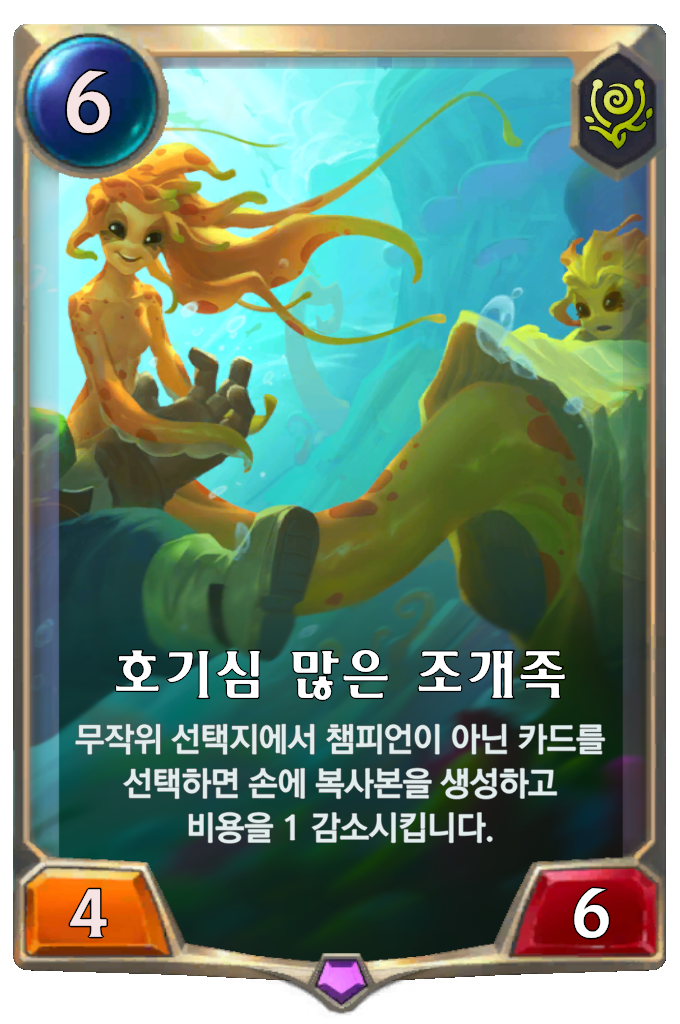 6
호기심 많은 조개족
무작위 선택지에서 챔피언이 아닌 카드를
선택하면 손에 복사본을 생성하고
비용을 1 감소시킵니다.
4
6